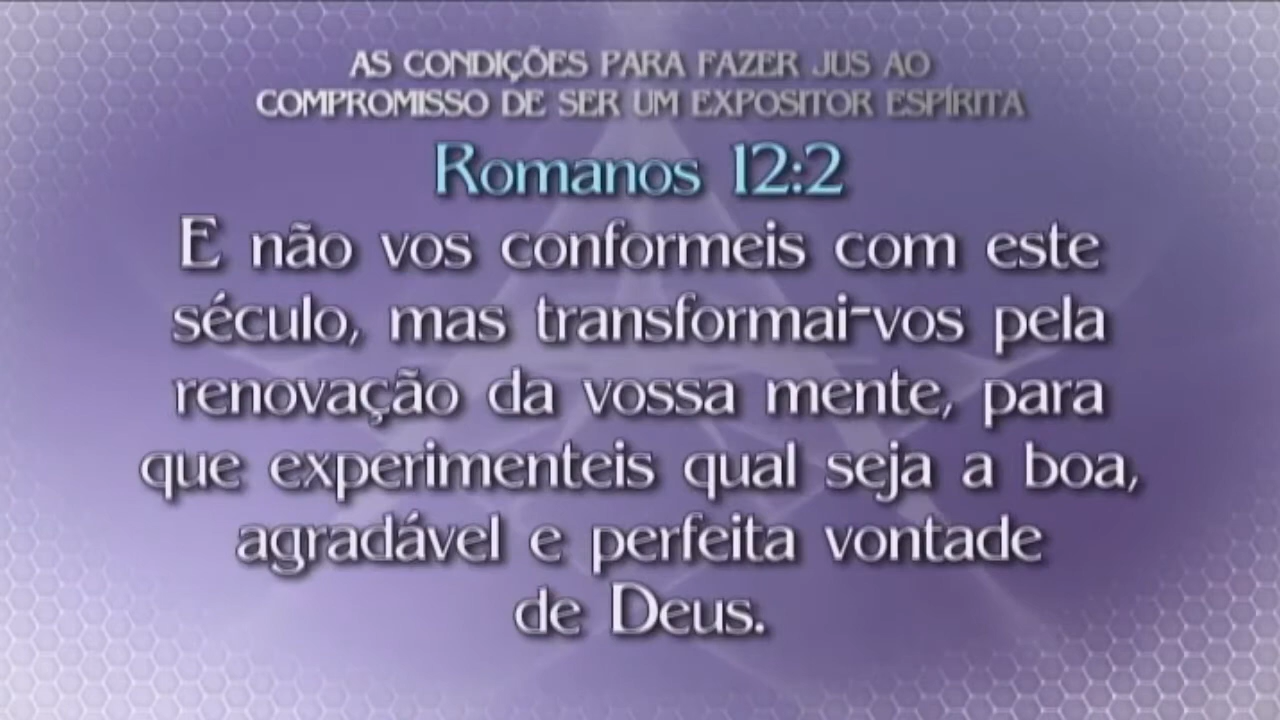 AS CONDIÇÕES PARA FAZER JUS AO
COMPROMISSO DE SER UM EXPOSITOR ESPÍRITA
Romanos 12:2
E não vos conformeis com este
século, mas transformai-vos pela
renovação da vossa mente, para
que experimenteis qual seja a boa,
agradável e perfeita vontade
de Deus.